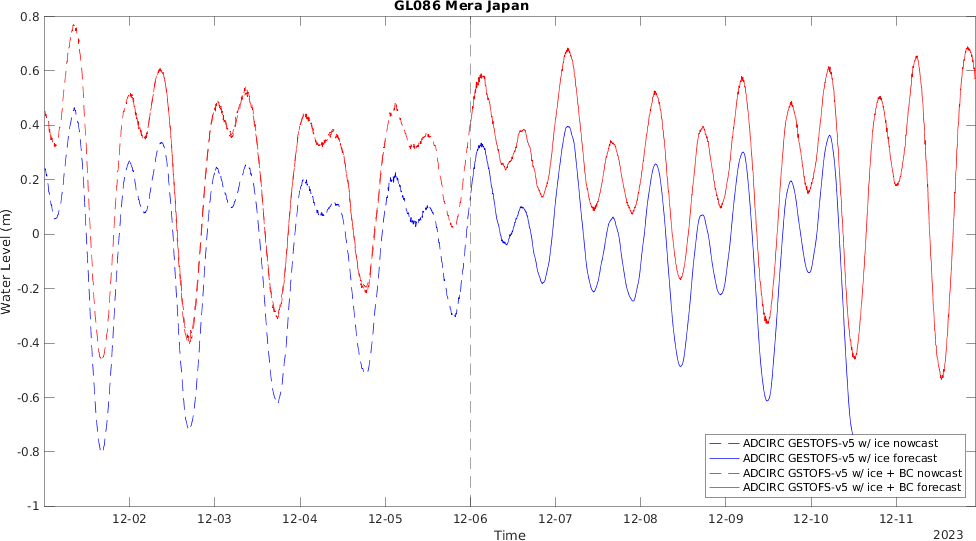 GL086 Mera Japan
0.8
0.6
0.4
0.2
0
-0.2
-0.4
-0.6
-0.8
-1
Water Level (m)
12-02 12-03 12-04 12-05 12-06 12-07 12-08 12-09 12-10 12-11
Time
2023
ADCIRC GESTOFS-v5 w/ ice nowcast
ADCIRC GESTOFS-v5 w/ ice forecast
ADCIRC GSTOFS-v5 w/ ice + BC nowcast
ADCIRC GSTOFS-v5 w/ ice + BC forecast